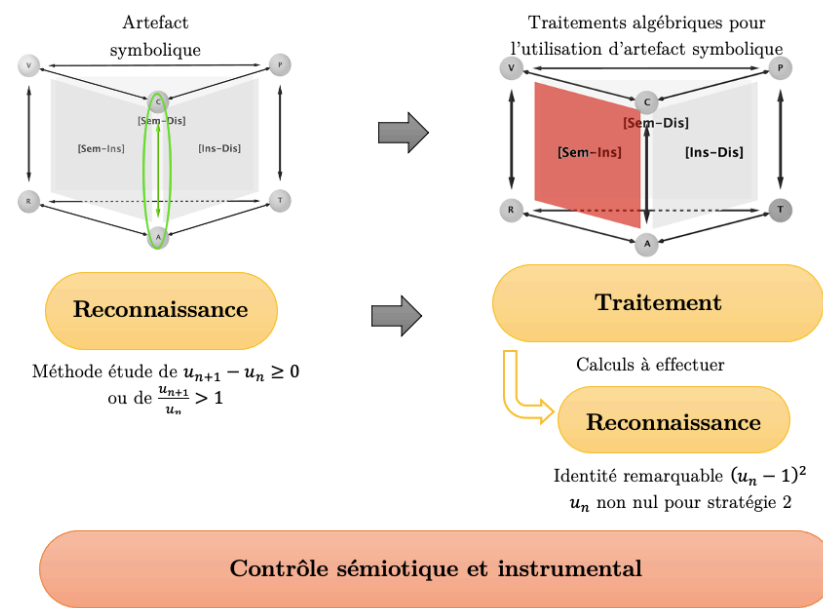 Artefact
symbolique
V
P
C
[Sem-Dis]
[Sem-Ins]
[Ins-Dis]
R
T
A
Traitements algébriques pour
l'utilisation d'artefact symbolique
V
P
C
[Sem-Dis]
[Sem-Ins]
[Ins-Dis]
R
T
A
Reconnaissance
Méthode étude de uₙ₊₁ − uₙ ≥ 0
ou de uₙ₊₁/uₙ > 1
Traitement
Calculs à effectuer
Reconnaissance
Identité remarquable (uₙ − 1)²
uₙ non nul pour stratégie 2
Contrôle sémiotique et instrumental